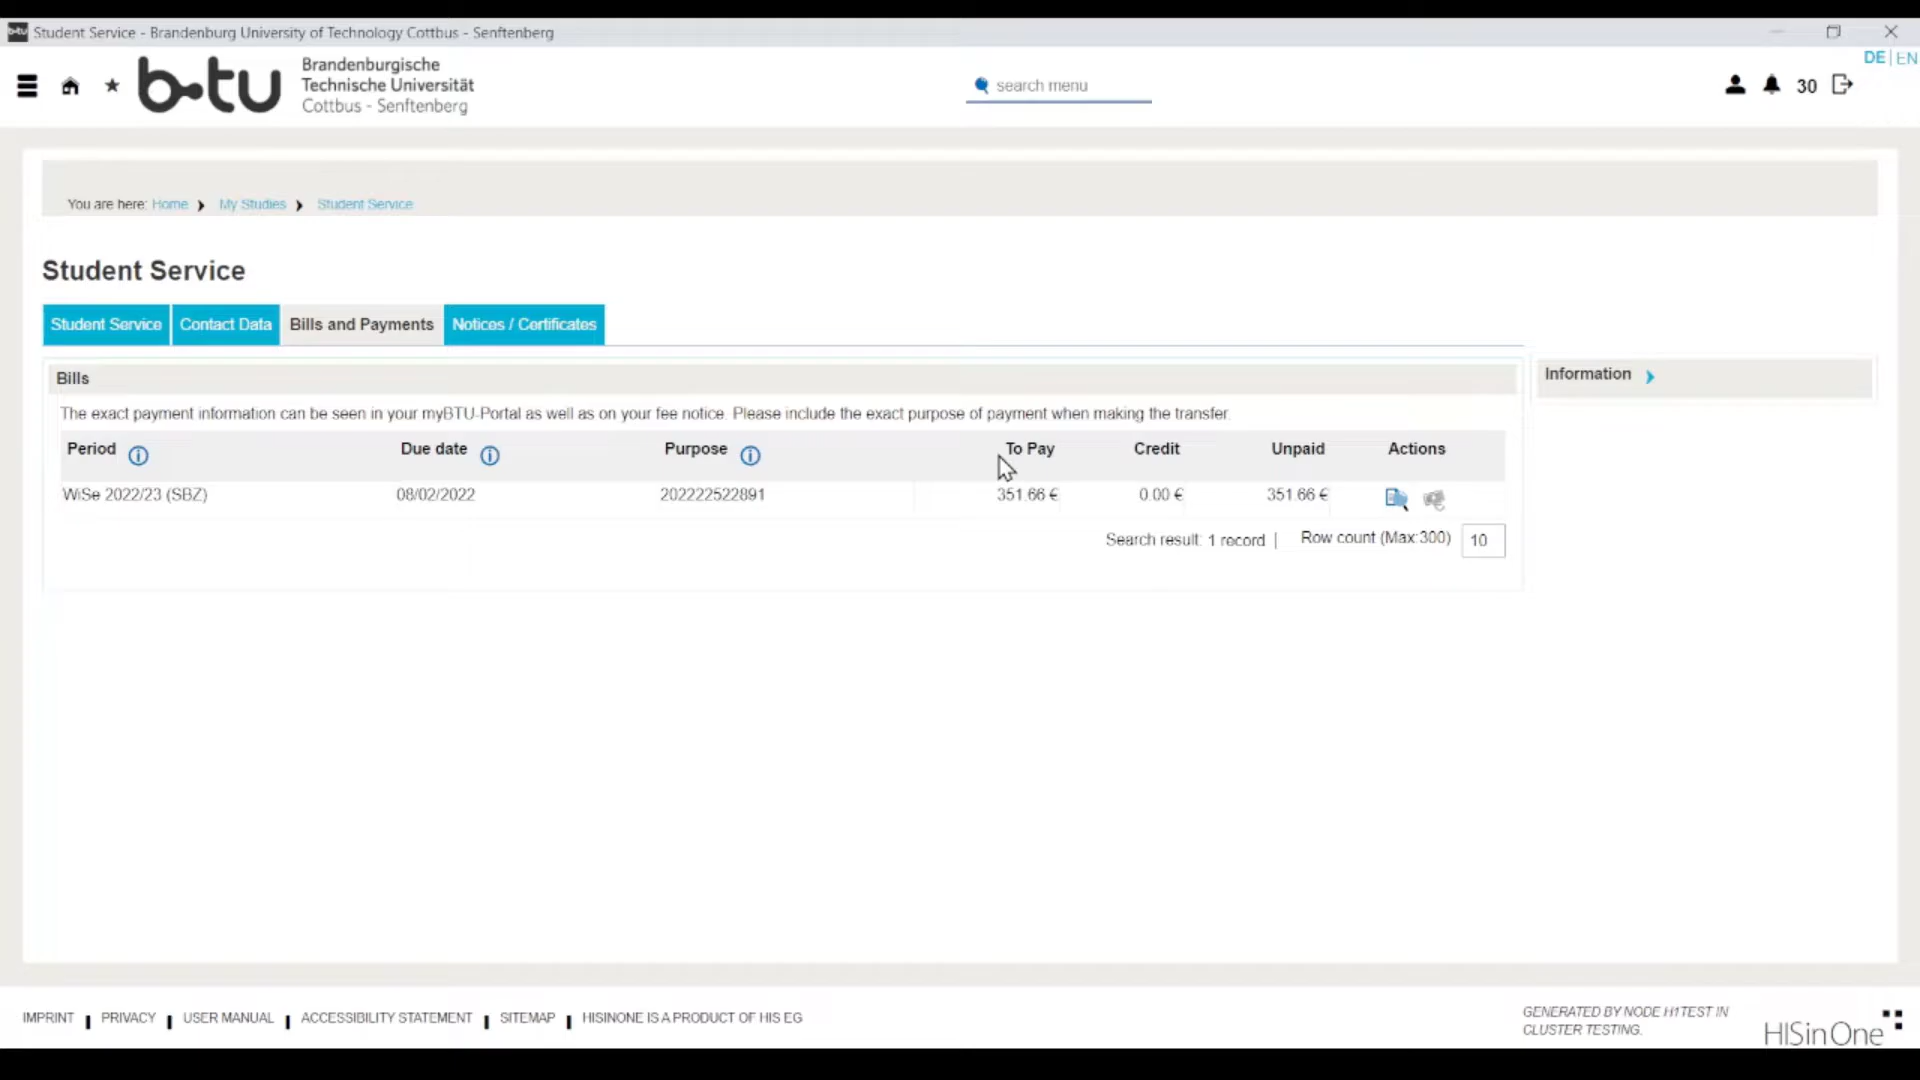 Student Service - Brandenburg University of Technology Cottbus - Senftenberg
DE | EN
b-tu
Brandenburgische
Technische Universität
Cottbus - Senftenberg
search menu
30
You are here: Home My Studies Student Service
Student Service
Student Service Contact Data Bills and Payments Notices / Certificates
Bills
Information
The exact payment information can be seen in your myBTU-Portal as well as on your fee notice. Please include the exact purpose of payment when making the transfer.
Period Due date Purpose To Pay Credit Unpaid Actions
WiSe 2022/23 (SBZ) 08/02/2022 202222522891 351.66 € 0.00 € 351.66 €
Search result: 1 record | Row count (Max:300) 10
IMPRINT PRIVACY USER MANUAL ACCESSIBILITY STATEMENT SITEMAP HISINONE IS A PRODUCT OF HIS EG
GENERATED BY NODE H1TEST IN
CLUSTER TESTING.
HISinOne